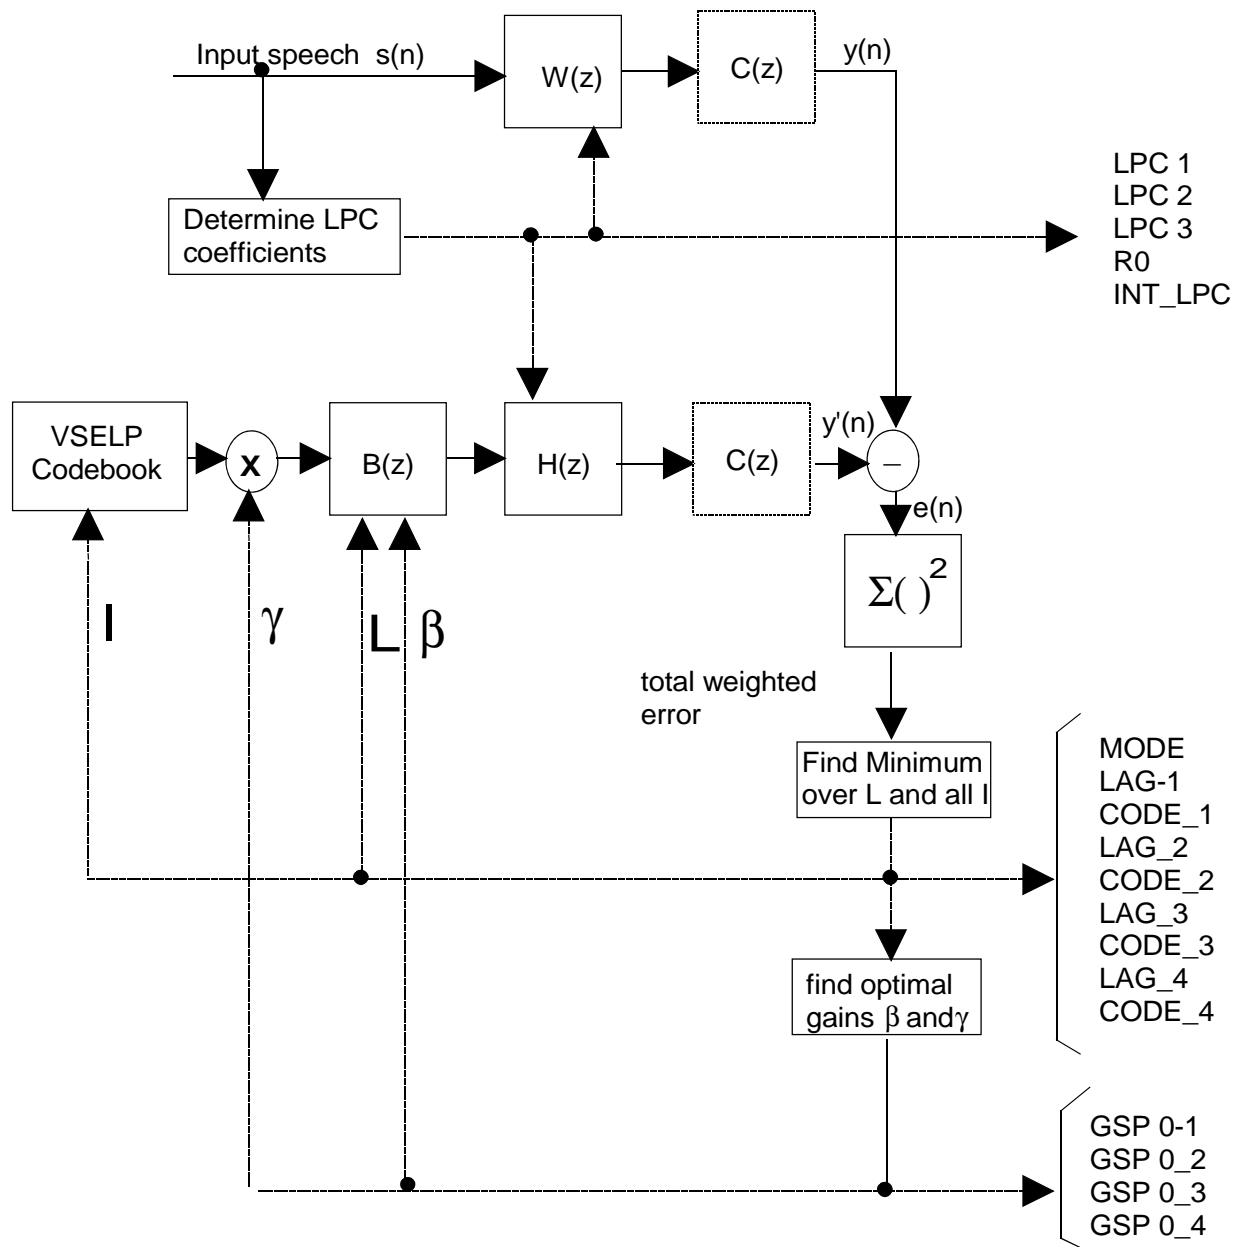 Input speech s(n)
W(z)
C(z)
y(n)
LPC 1
LPC 2
LPC 3
R0
INT_LPC
Determine LPC
coefficients
VSELP
Codebook
x
B(z)
H(z)
C(z)
y'(n)
−
e(n)
Σ( )²
I
γ
L
β
total weighted
error
Find Minimum
over L and all I
MODE
LAG-1
CODE_1
LAG_2
CODE_2
LAG_3
CODE_3
LAG_4
CODE_4
find optimal
gains β and γ
GSP 0-1
GSP 0_2
GSP 0_3
GSP 0_4